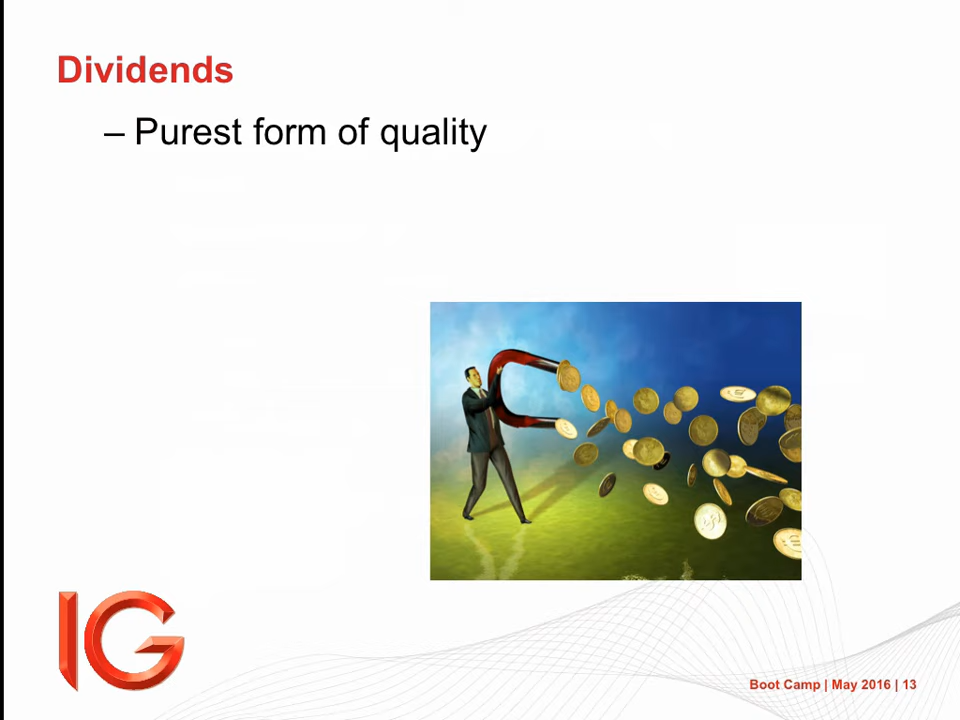 Dividends
– Purest form of quality
IG
Boot Camp | May 2016 | 13